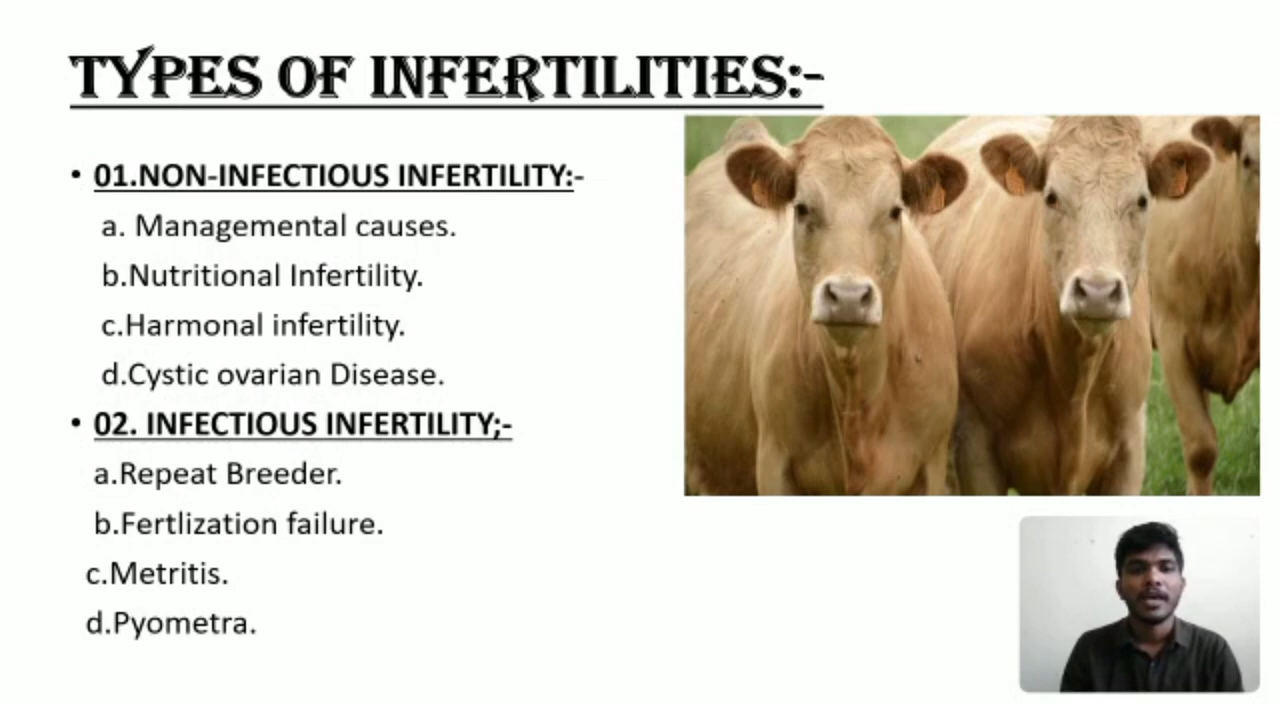 TYPES OF INFERTILITIES:-
• 01.NON-INFECTIOUS INFERTILITY:-
a. Managemental causes.
b.Nutritional Infertility.
c.Harmonal infertility.
d.Cystic ovarian Disease.
• 02. INFECTIOUS INFERTILITY;-
a.Repeat Breeder.
b.Fertlization failure.
c.Metritis.
d.Pyometra.